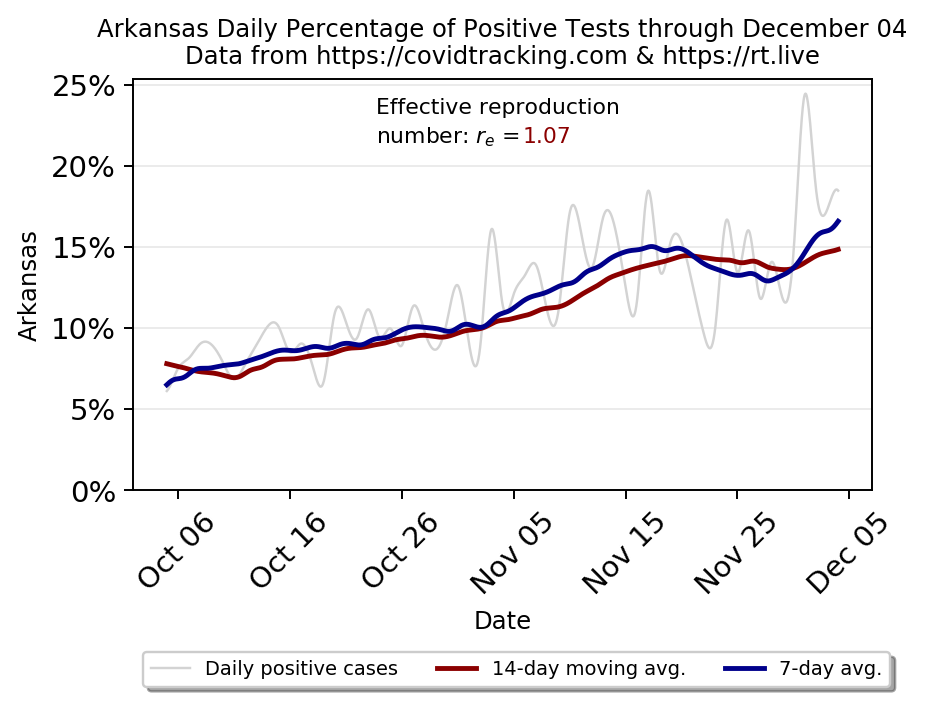 Arkansas Daily Percentage of Positive Tests through December 04
Data from https://covidtracking.com & https://rt.live
Effective reproduction
number: rₑ =1.07
25%
20%
15%
10%
5%
0%
Arkansas
Oct 06
Oct 16
Oct 26
Nov 05
Nov 15
Nov 25
Dec 05
Date
Daily positive cases
14-day moving avg.
7-day avg.